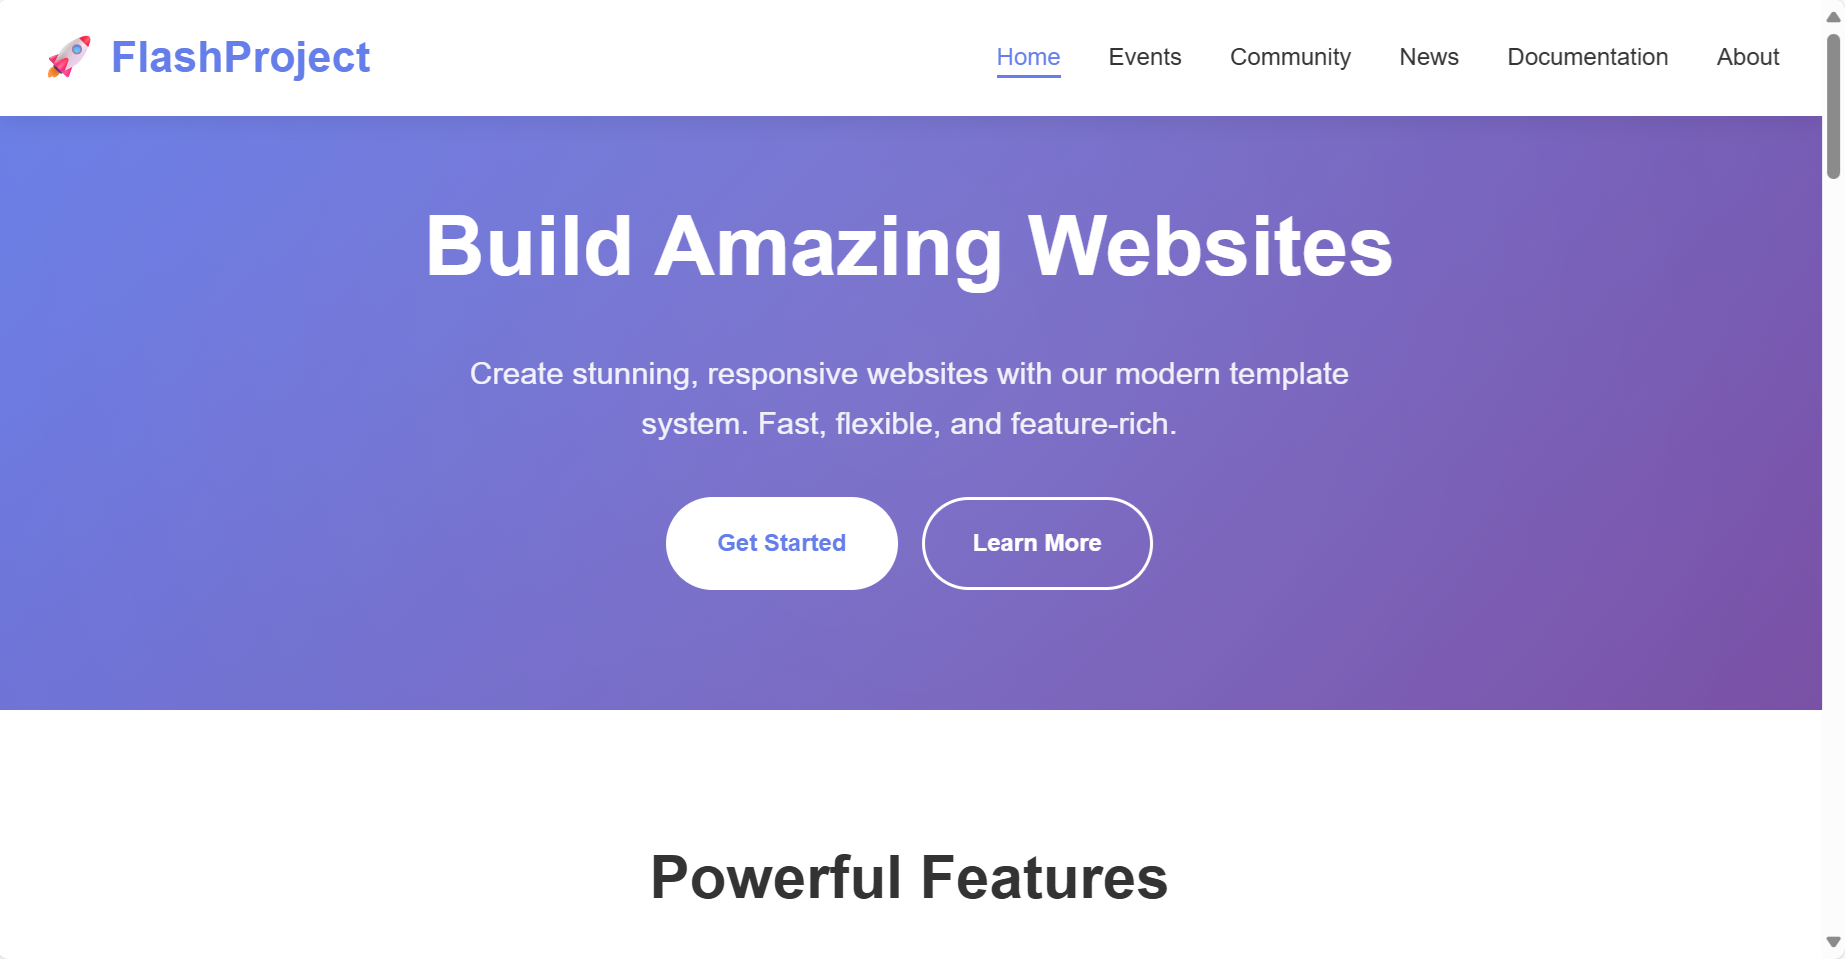 FlashProject
Home Events Community News Documentation About
Build Amazing Websites
Create stunning, responsive websites with our modern template
system. Fast, flexible, and feature-rich.
Get Started Learn More
Powerful Features